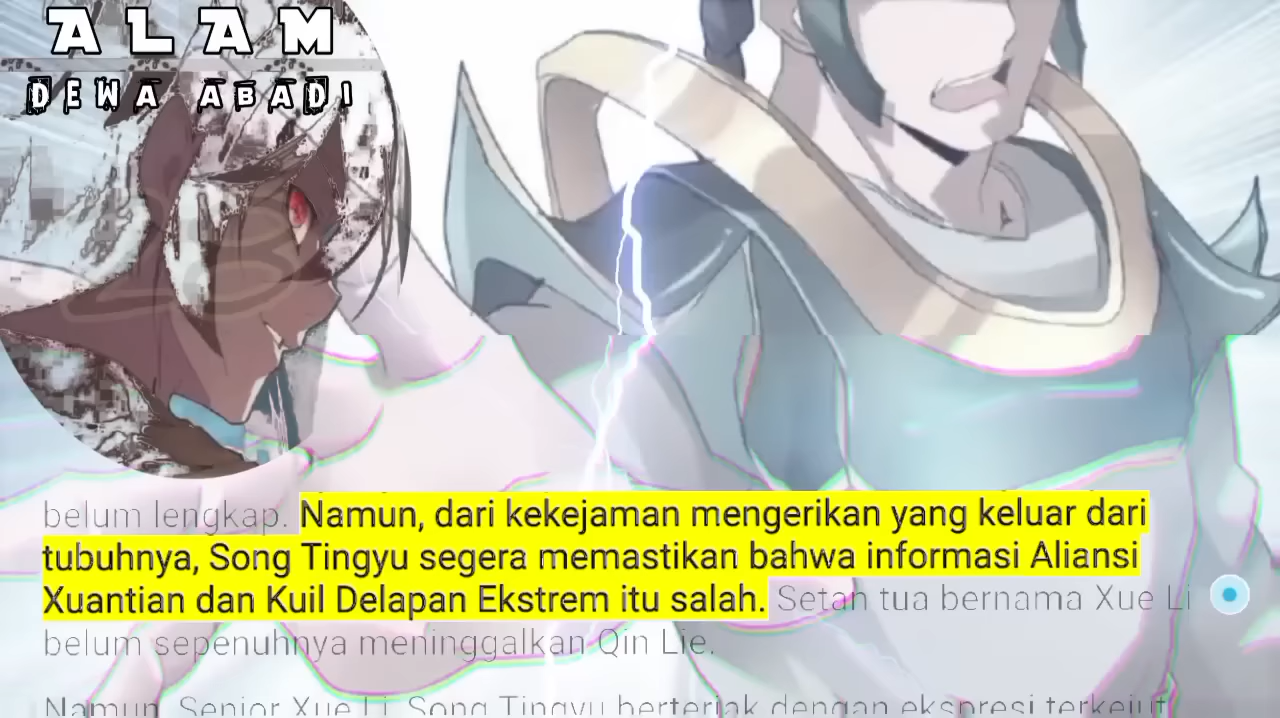 ALAM
DEWA ABADI
belum lengkap. Namun, dari kekejaman mengerikan yang keluar dari
tubuhnya, Song Tingyu segera memastikan bahwa informasi Aliansi
Xuantian dan Kuil Delapan Ekstrem itu salah. Setan tua bernama Xue Li
belum sepenuhnya meninggalkan Qin Lie.
Namun, Senior Xue Li, Song Tingyu berteriak dengan ekspresi terkejut